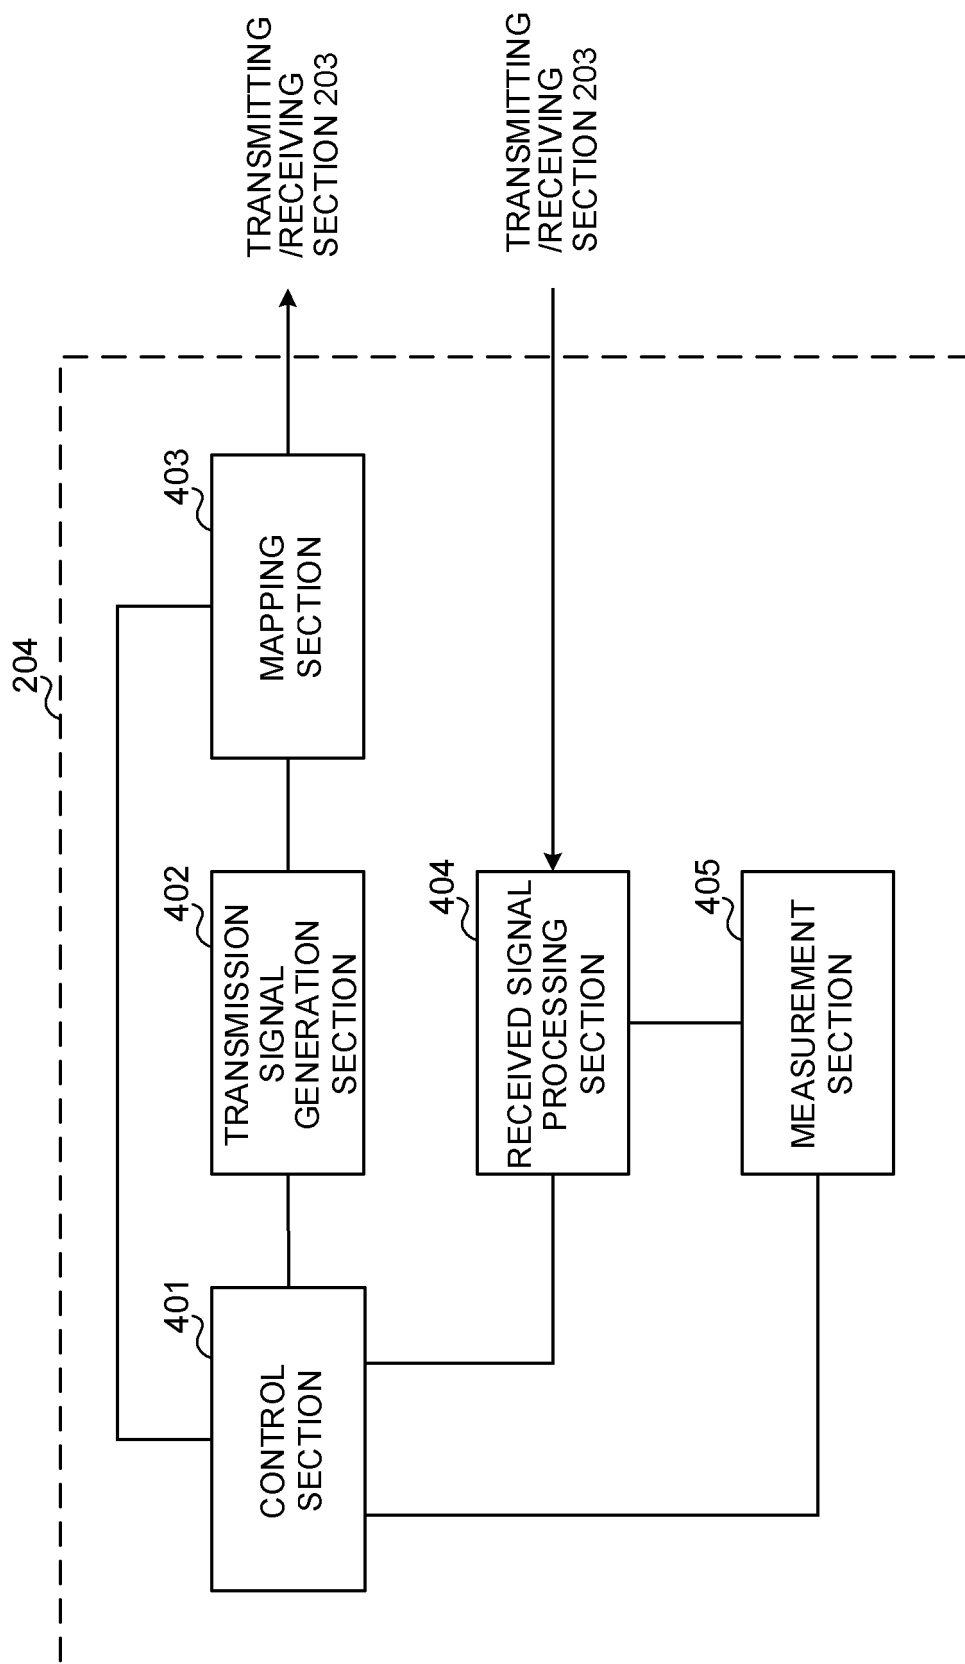 204
401
CONTROL
SECTION
402
TRANSMISSION
SIGNAL
GENERATION
SECTION
403
MAPPING
SECTION
TRANSMITTING
/RECEIVING
SECTION 203
404
RECEIVED SIGNAL
PROCESSING
SECTION
TRANSMITTING
/RECEIVING
SECTION 203
405
MEASUREMENT
SECTION